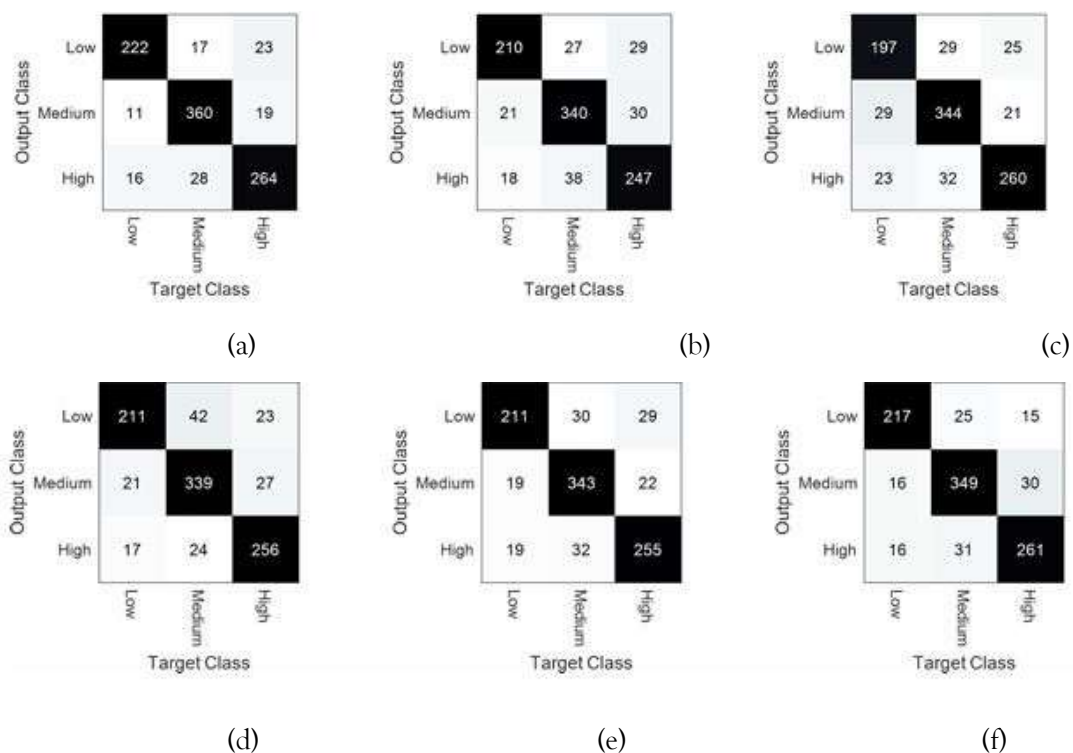 Output Class
Low 222 17 23
Medium 11 360 19
High 16 28 264
Low Medium High
Target Class
(a)
Output Class
Low 210 27 29
Medium 21 340 30
High 18 38 247
Low Medium High
Target Class
(b)
Output Class
Low 197 29 25
Medium 29 344 21
High 23 32 260
Low Medium High
Target Class
(c)
Output Class
Low 211 42 23
Medium 21 339 27
High 17 24 256
Low Medium High
Target Class
(d)
Output Class
Low 211 30 29
Medium 19 343 22
High 19 32 255
Low Medium High
Target Class
(e)
Output Class
Low 217 25 15
Medium 16 349 30
High 16 31 261
Low Medium High
Target Class
(f)